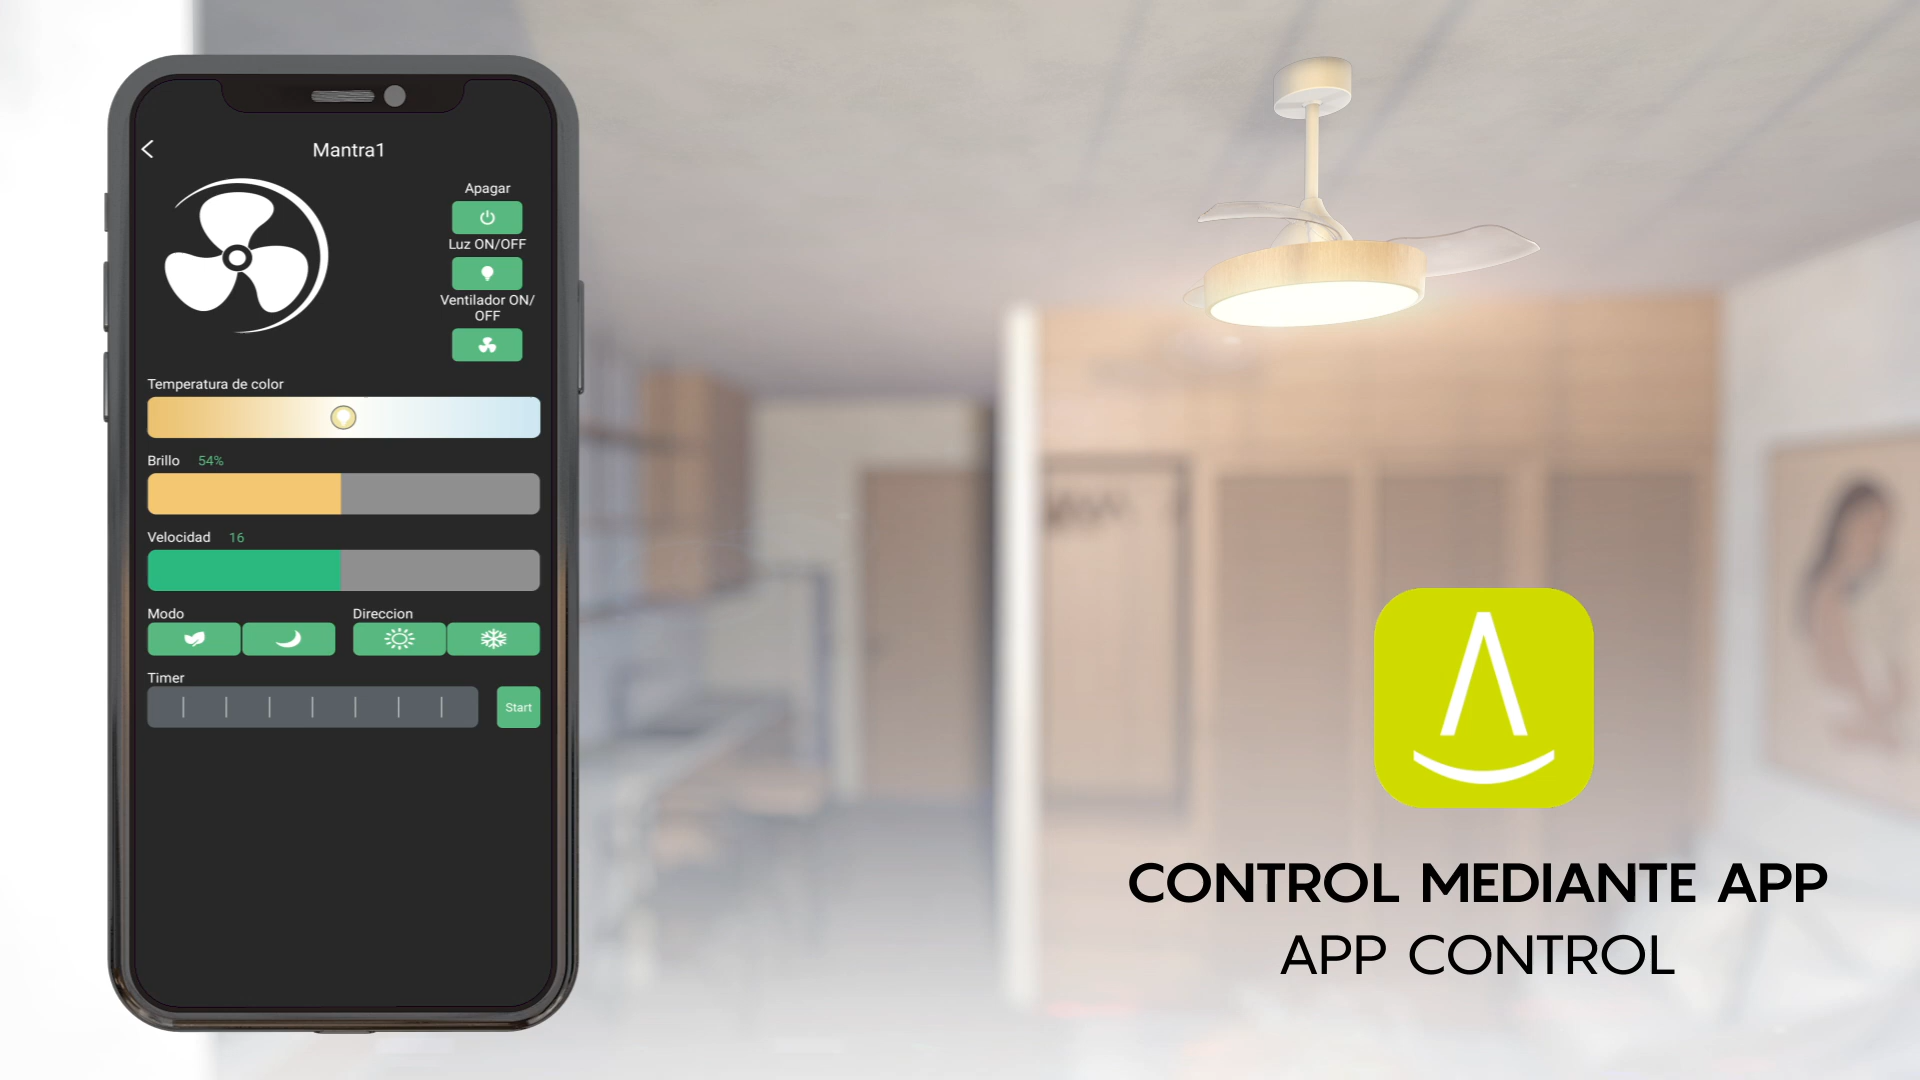 Mantra1
Apagar
Luz ON/OFF
Ventilador ON/
OFF
Temperatura de color
Brillo 54%
Velocidad 16
Modo Direccion
Timer
Start
CONTROL MEDIANTE APP
APP CONTROL